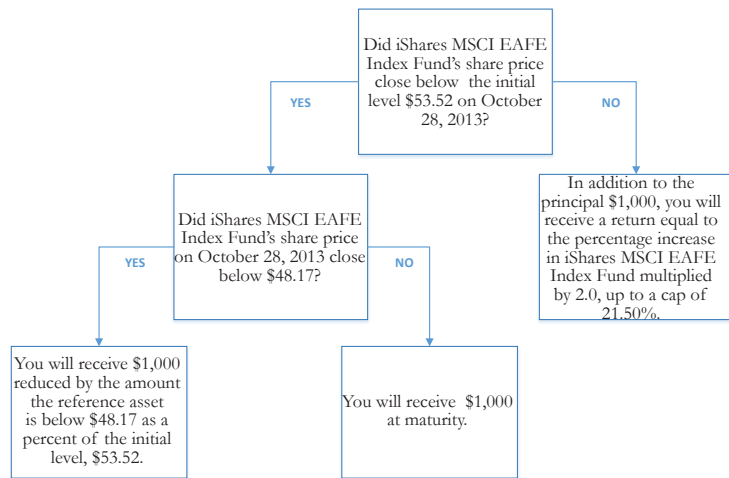 Did iShares MSCI EAFE
Index Fund's share price
close below the initial
level $53.52 on October
28, 2013?
YES
NO
Did iShares MSCI EAFE
Index Fund's share price
on October 28, 2013 close
below $48.17?
In addition to the
principal $1,000, you will
receive a return equal to
the percentage increase
in iShares MSCI EAFE
Index Fund multiplied
by 2.0, up to a cap of
21.50%.
YES
NO
You will receive $1,000
reduced by the amount
the reference asset
is below $48.17 as a
percent of the initial
level, $53.52.
You will receive $1,000
at maturity.